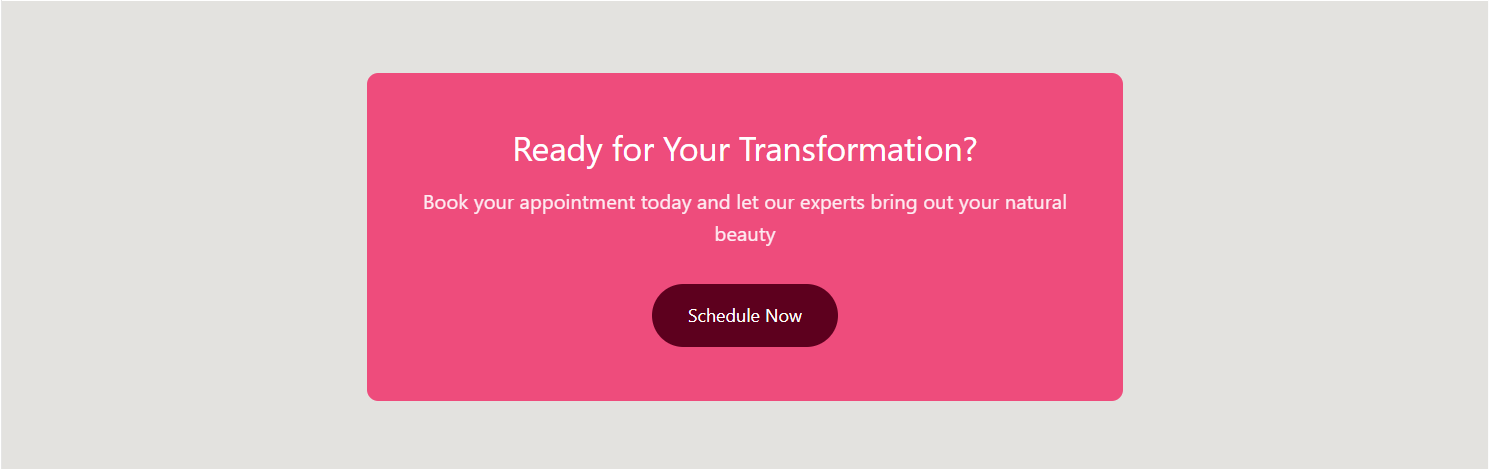 Ready for Your Transformation?
Book your appointment today and let our experts bring out your natural
beauty
Schedule Now